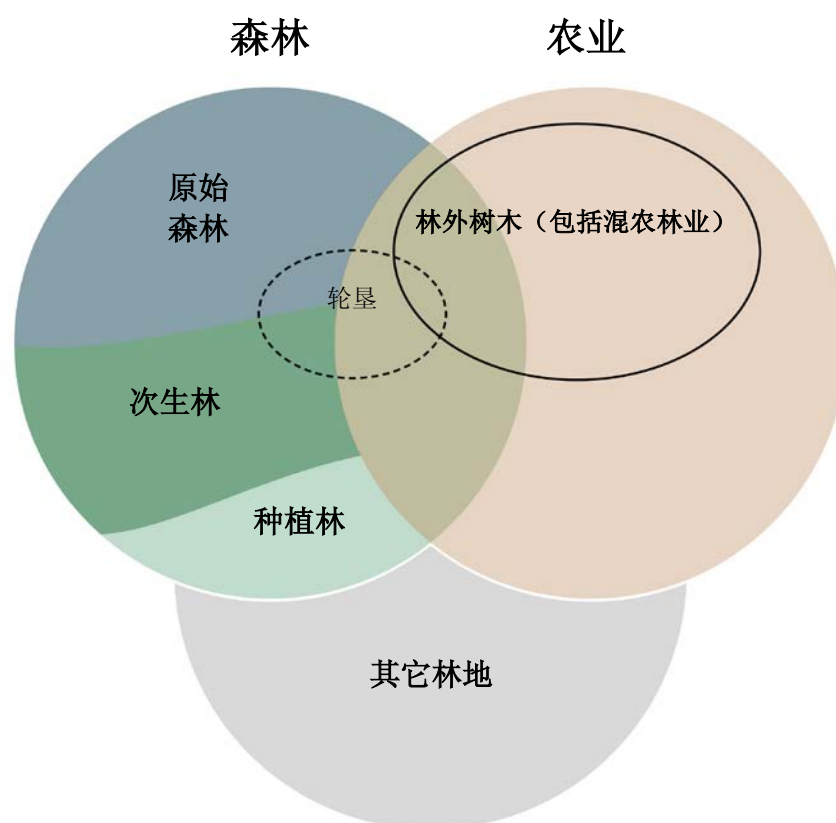 森林
农业
原始
森林
林外树木（包括混农林业）
轮垦
次生林
种植林
其它林地